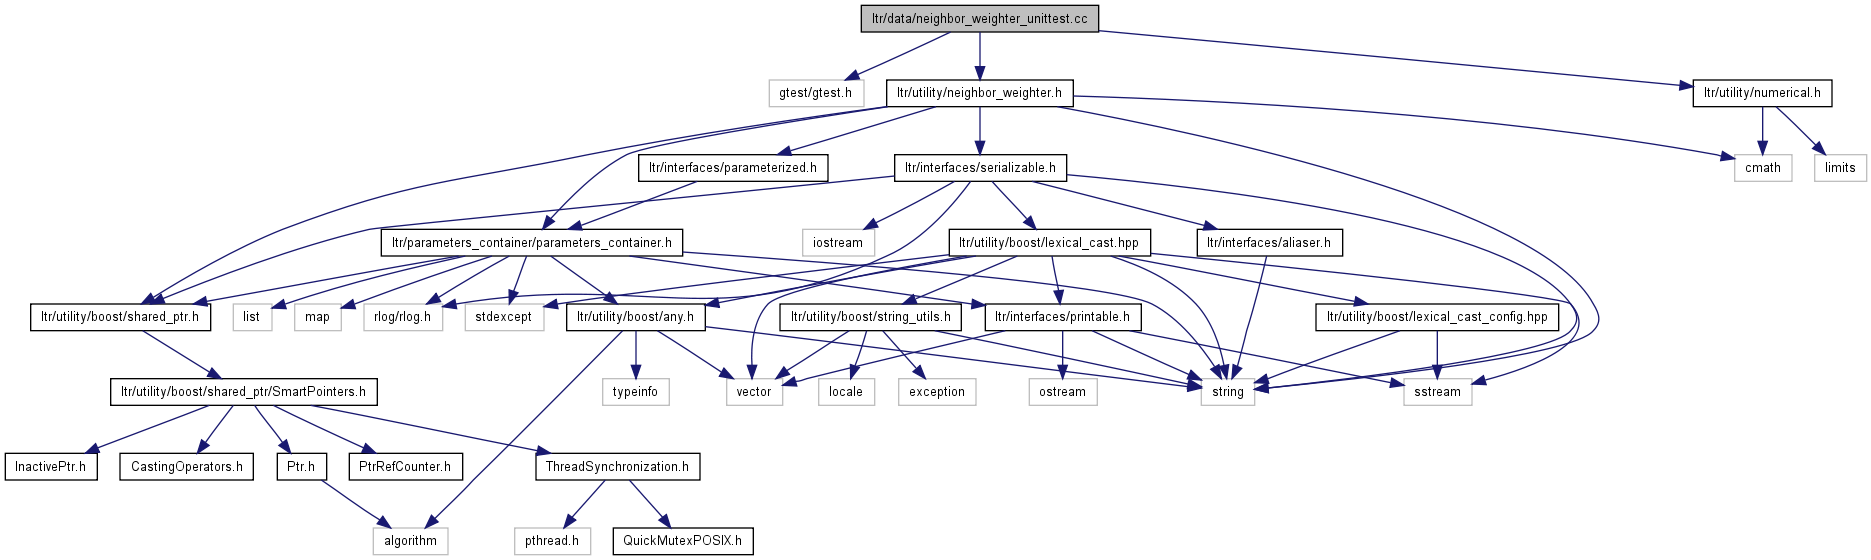 ltr/data/neighbor_weighter_unittest.cc
gtest/gtest.h
ltr/utility/neighbor_weighter.h
ltr/utility/numerical.h
ltr/interfaces/parameterized.h
ltr/interfaces/serializable.h
cmath
limits
ltr/parameters_container/parameters_container.h
iostream
ltr/utility/boost/lexical_cast.hpp
ltr/interfaces/aliaser.h
ltr/utility/boost/shared_ptr.h
list
map
rlog/rlog.h
stdexcept
ltr/utility/boost/any.h
ltr/utility/boost/string_utils.h
ltr/interfaces/printable.h
ltr/utility/boost/lexical_cast_config.hpp
ltr/utility/boost/shared_ptr/SmartPointers.h
typeinfo
vector
locale
exception
ostream
string
sstream
InactivePtr.h
CastingOperators.h
Ptr.h
PtrRefCounter.h
ThreadSynchronization.h
algorithm
pthread.h
QuickMutexPOSIX.h